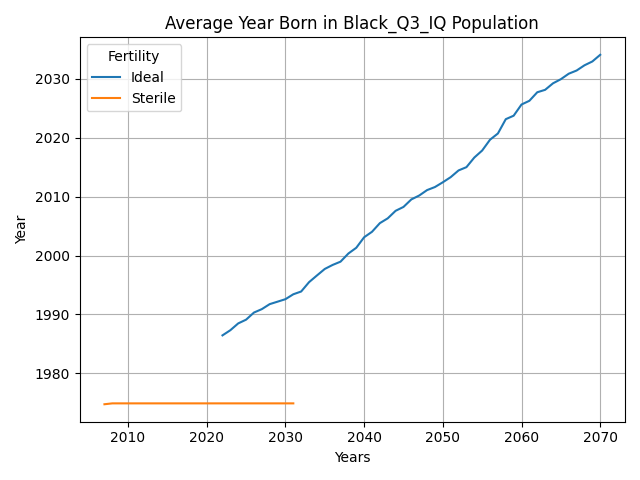 Average Year Born in Black_Q3_IQ Population
Fertility
Ideal
Sterile
2030
2020
2010
2000
1990
1980
Year
2010 2020 2030 2040 2050 2060 2070
Years